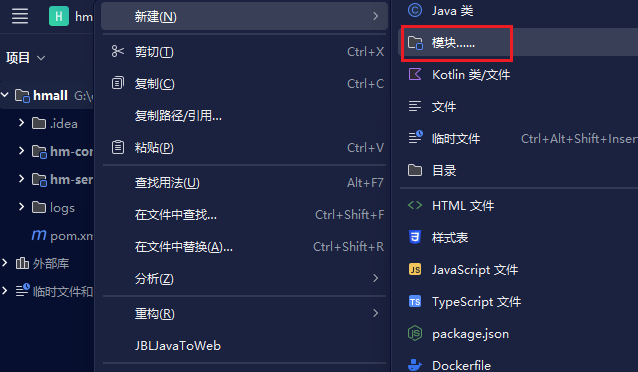 H hm
项目
hmall G:\
.idea
hm-cor
hm-ser
logs
m pom.xm
外部库
临时文件和
新建(N)
剪切(T) Ctrl+X
复制(C) Ctrl+C
复制路径/引用...
粘贴(P) Ctrl+V
查找用法(U) Alt+F7
在文件中查找... Ctrl+Shift+F
在文件中替换(A)... Ctrl+Shift+R
分析(Z)
重构(R)
JBLJavaToWeb
C Java 类
模块......
Kotlin 类/文件
文件
临时文件 Ctrl+Alt+Shift+Inser
目录
<> HTML 文件
样式表
JS JavaScript 文件
TS TypeScript 文件
package.json
Dockerfile